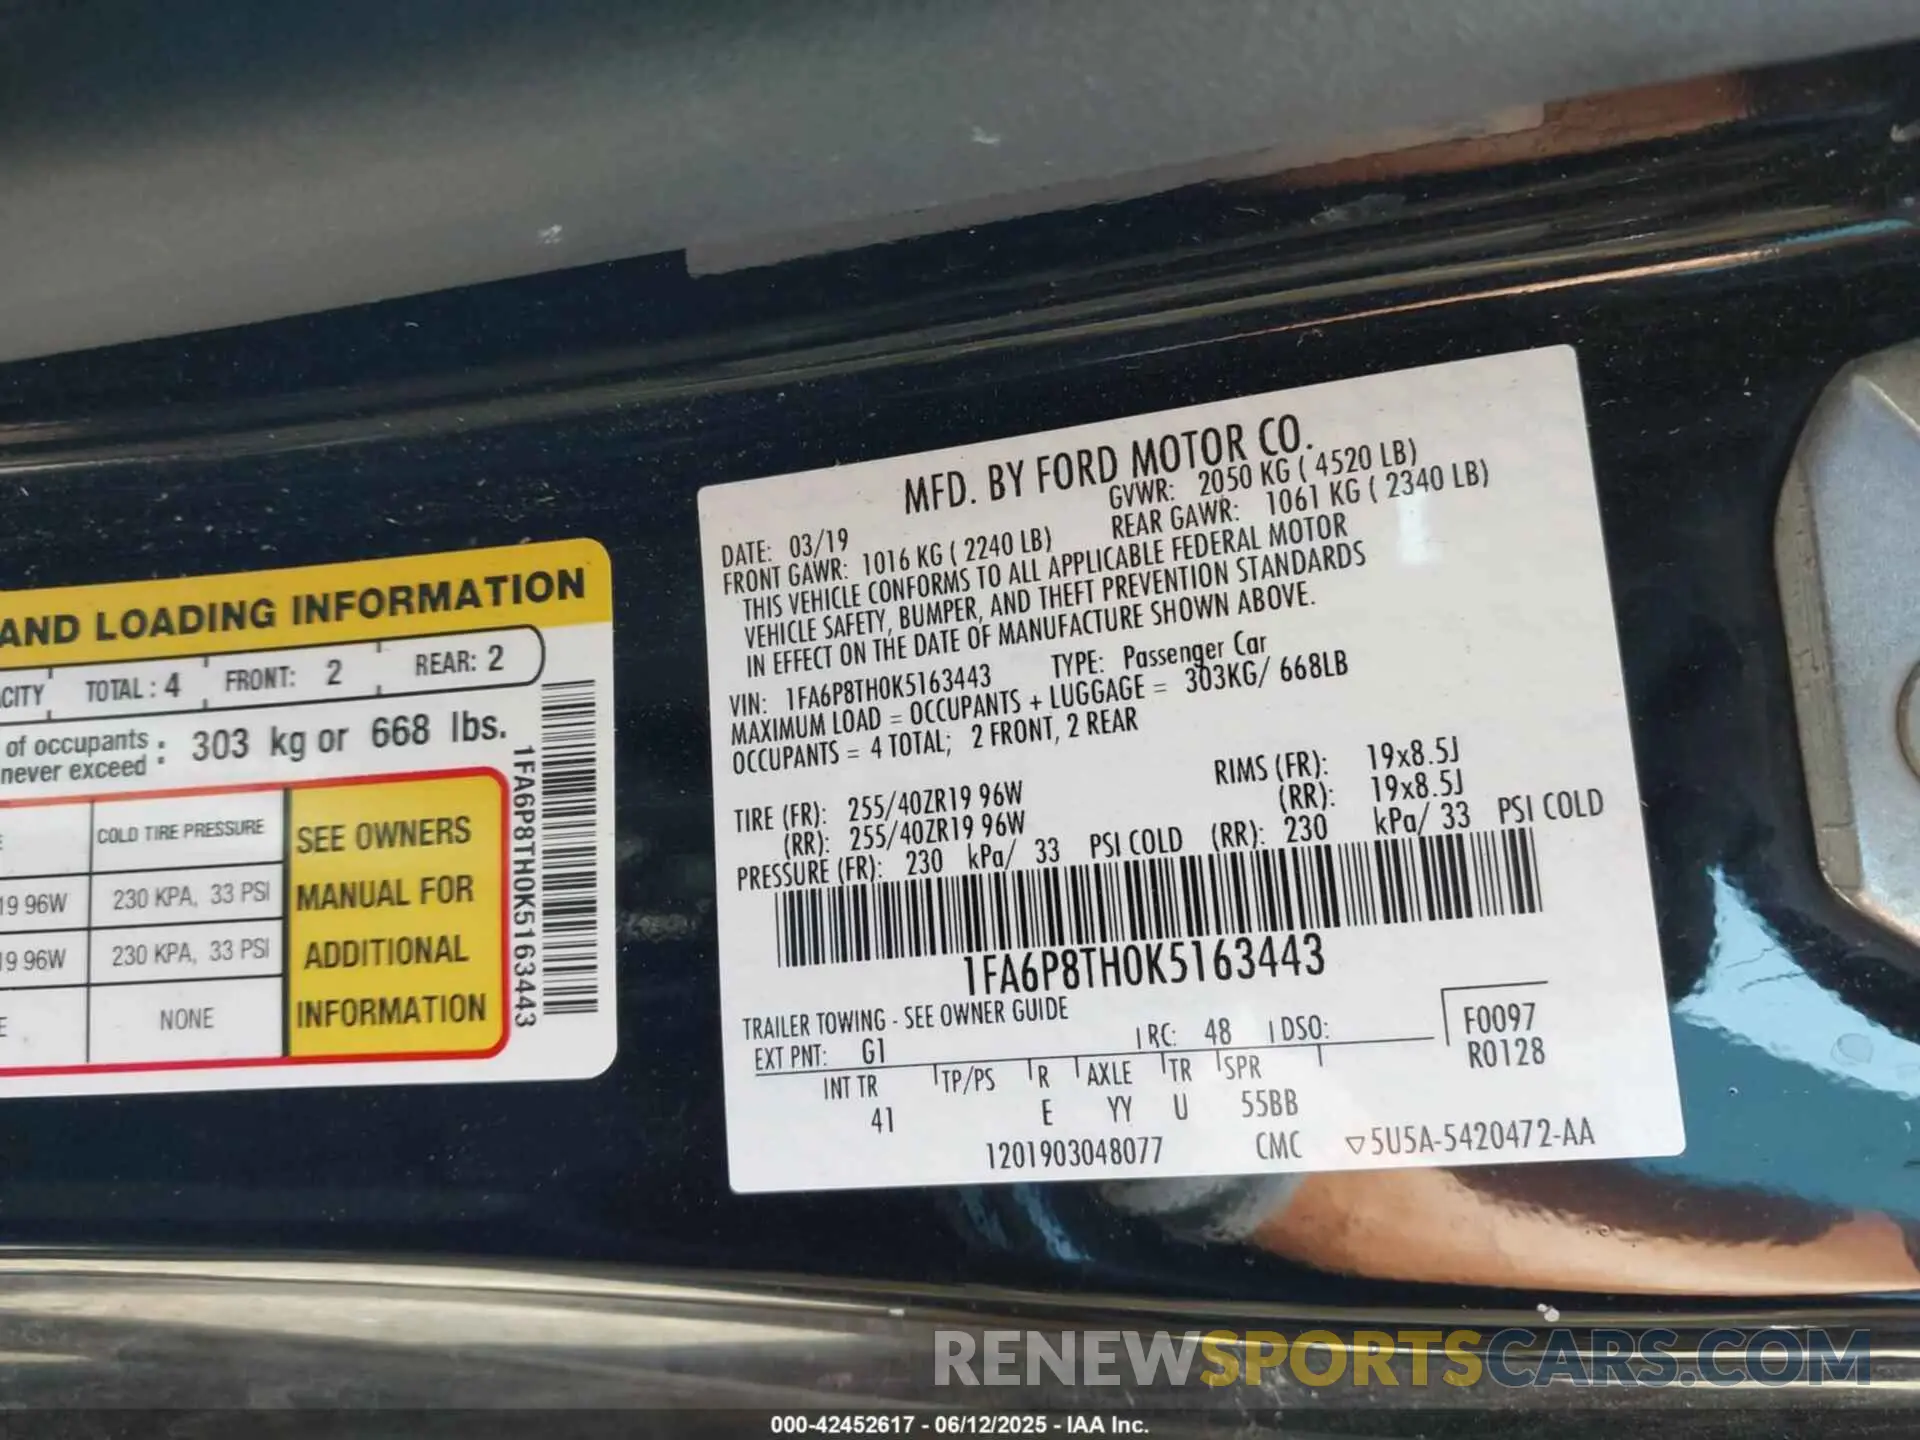 AND LOADING INFORMATION
CITY TOTAL: 4 FRONT: 2 REAR: 2
of occupants
never exceed : 303 kg or 668 lbs.
COLD TIRE PRESSURE
19 96W 230 KPA, 33 PSI
19 96W 230 KPA, 33 PSI
E NONE
SEE OWNERS
MANUAL FOR
ADDITIONAL
INFORMATION
1FA6P8TH0K5163443
MFD. BY FORD MOTOR CO.
DATE: 03/19 GVWR: 2050 KG ( 4520 LB)
FRONT GAWR: 1016 KG ( 2240 LB) REAR GAWR: 1061 KG ( 2340 LB)
THIS VEHICLE CONFORMS TO ALL APPLICABLE FEDERAL MOTOR
VEHICLE SAFETY, BUMPER, AND THEFT PREVENTION STANDARDS
IN EFFECT ON THE DATE OF MANUFACTURE SHOWN ABOVE.
VIN: 1FA6P8TH0K5163443 TYPE: Passenger Car
MAXIMUM LOAD = OCCUPANTS + LUGGAGE = 303KG/ 668LB
OCCUPANTS = 4 TOTAL; 2 FRONT, 2 REAR
TIRE (FR): 255/40ZR19 96W RIMS (FR): 19x8.5J
(RR): 255/40ZR19 96W (RR): 19x8.5J
PRESSURE (FR): 230 kPa/ 33 PSI COLD (RR): 230 kPa/ 33 PSI COLD
1FA6P8TH0K5163443
TRAILER TOWING - SEE OWNER GUIDE
EXT PNT: G1 RC: 48 DSO: F0097
R0128
INT TR TP/PS R AXLE TR SPR
41 E YY U 55BB
1201903048077 CMC ▽5U5A-5420472-AA
RENEWSPORTSCARS.COM
000-42452617 - 06/12/2025 - IAA Inc.